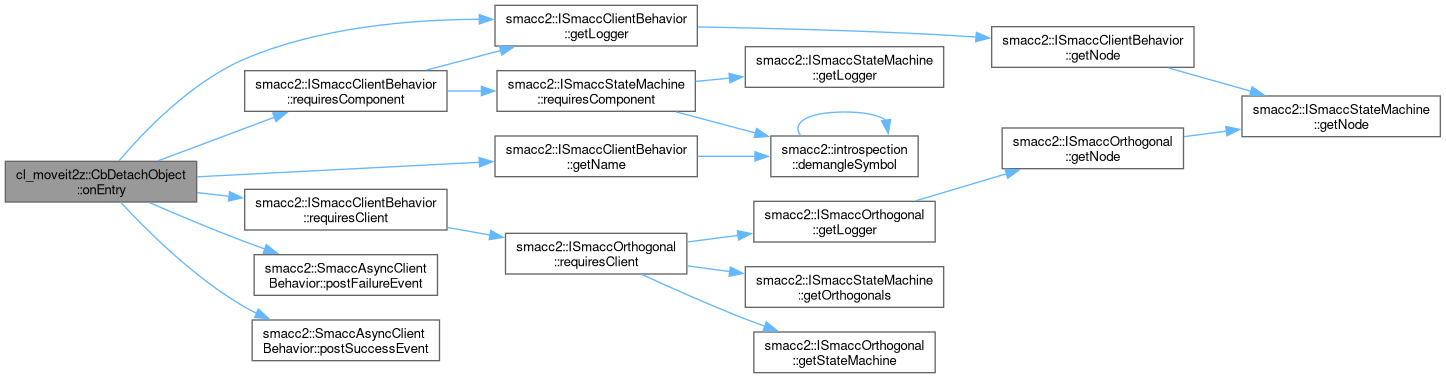 cl_moveit2z::CbDetachObject
::onEntry
smacc2::ISmaccClientBehavior
::getLogger
smacc2::ISmaccClientBehavior
::requiresComponent
smacc2::ISmaccStateMachine
::requiresComponent
smacc2::ISmaccStateMachine
::getLogger
smacc2::introspection
::demangleSymbol
smacc2::ISmaccClientBehavior
::getName
smacc2::ISmaccClientBehavior
::requiresClient
smacc2::SmaccAsyncClient
Behavior::postFailureEvent
smacc2::SmaccAsyncClient
Behavior::postSuccessEvent
smacc2::ISmaccOrthogonal
::requiresClient
smacc2::ISmaccOrthogonal
::getLogger
smacc2::ISmaccStateMachine
::getOrthogonals
smacc2::ISmaccOrthogonal
::getStateMachine
smacc2::ISmaccClientBehavior
::getNode
smacc2::ISmaccOrthogonal
::getNode
smacc2::ISmaccStateMachine
::getNode